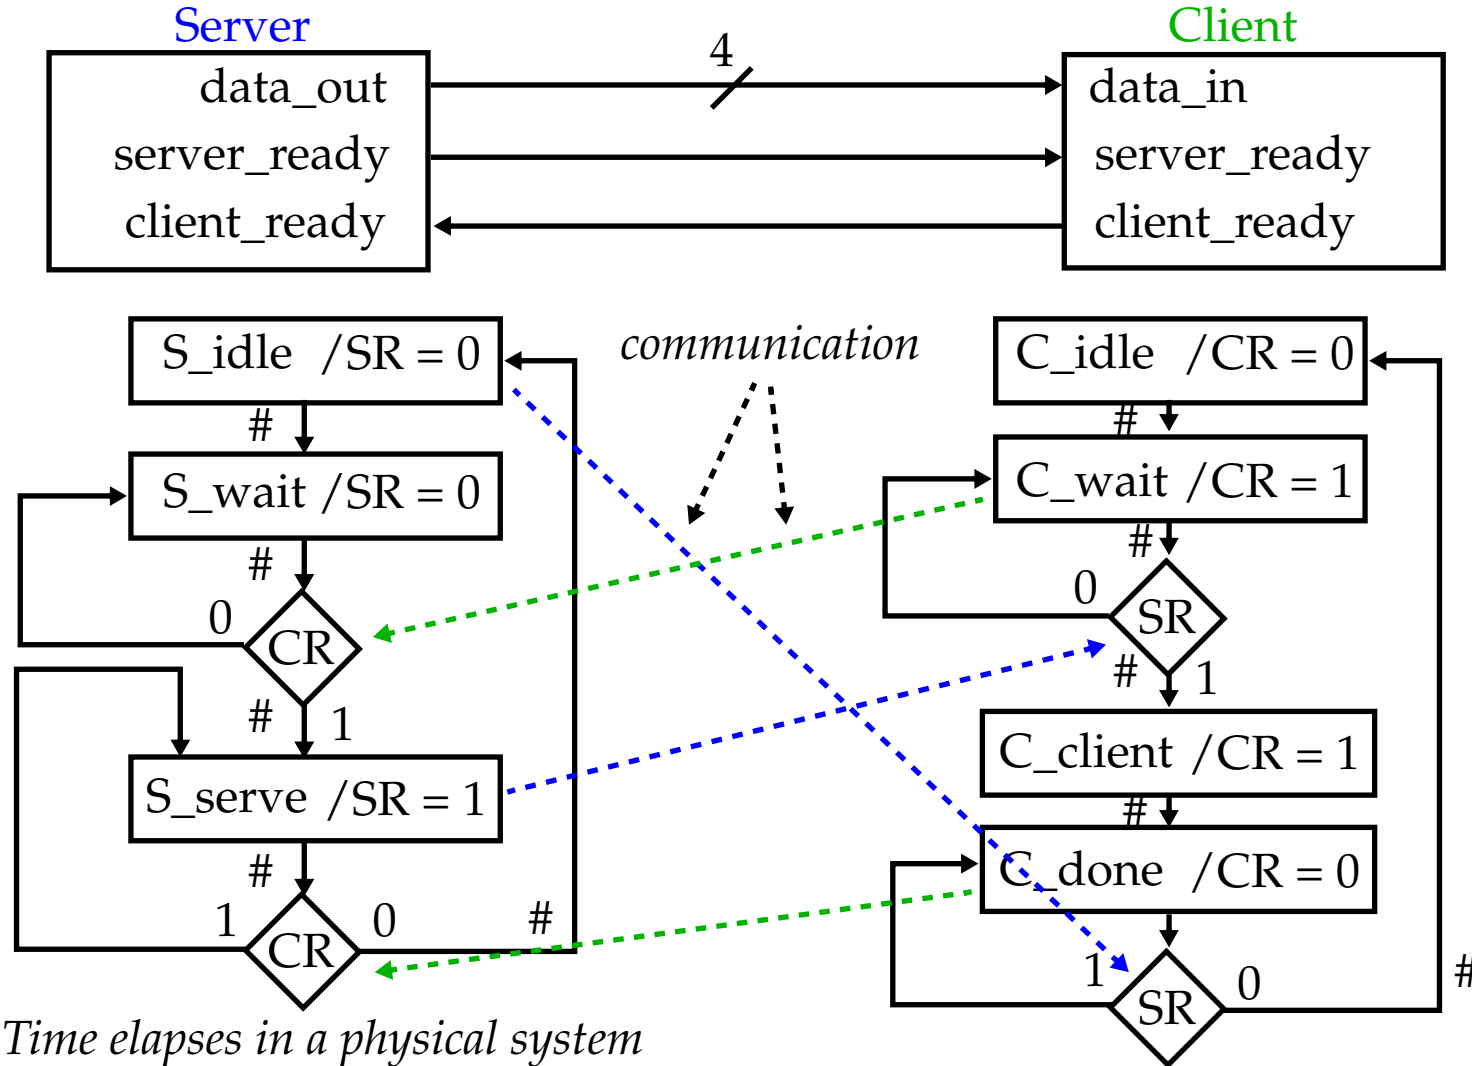 Server
Client
4
data_out
data_in
server_ready
server_ready
client_ready
client_ready
S_idle /SR = 0
communication
C_idle /CR = 0
#
#
S_wait /SR = 0
C_wait /CR = 1
#
#
0
0
CR
SR
#
1
#
1
S_serve /SR = 1
C_client /CR = 1
#
#
C_done /CR = 0
1
CR
0
#
1
SR
0
#
Time elapses in a physical system